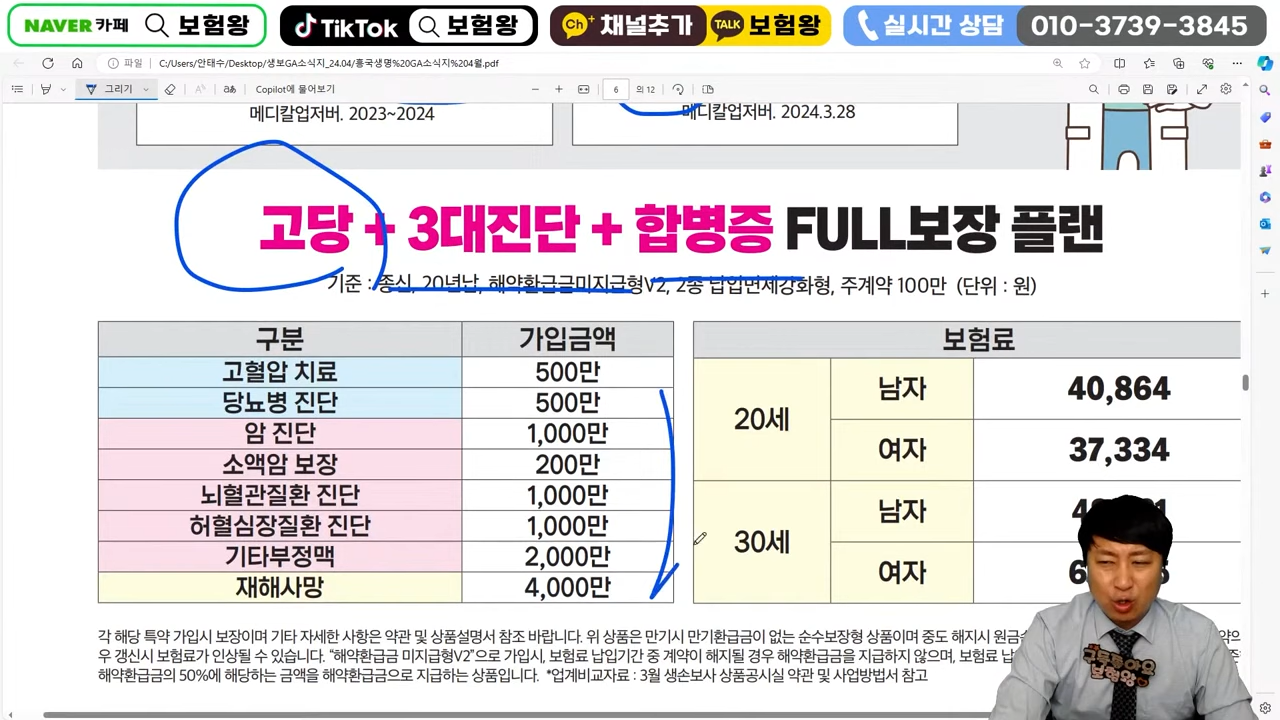 NAVER 카페 보험왕
TikTok 보험왕
Ch+ 채널추가 TALK 보험왕
실시간 상담 010-3739-3845
파일 C:/Users/안태수/Desktop/생보GA소식지_24.04/흥국생명%20GA소식지%204월.pdf
그리기 aあ Copilot에 물어보기 6 의 12
메디칼업저버. 2023~2024
메디칼업저버. 2024.3.28
고당 + 3대진단 + 합병증 FULL보장 플랜
기준 : 종신, 20년납, 해약환급금미지급형V2, 2종 납입면제강화형, 주계약 100만 (단위 : 원)
구분 가입금액
고혈압 치료 500만
당뇨병 진단 500만
암 진단 1,000만
소액암 보장 200만
뇌혈관질환 진단 1,000만
허혈심장질환 진단 1,000만
기타부정맥 2,000만
재해사망 4,000만
보험료
20세 남자 40,864
여자 37,334
30세 남자
여자
각 해당 특약 가입시 보장이며 기타 자세한 사항은 약관 및 상품설명서 참조 바랍니다. 위 상품은 만기시 만기환급금이 없는 순수보장형 상품이며 중도 해지시 원금
우 갱신시 보험료가 인상될 수 있습니다. “해약환급금 미지급형V2”으로 가입시, 보험료 납입기간 중 계약이 해지될 경우 해약환급금을 지급하지 않으며, 보험료
해약환급금의 50%에 해당하는 금액을 해약환급금으로 지급하는 상품입니다. *업계비교자료 : 3월 생손보사 상품공시실 약관 및 사업방법서 참고
구독좋아요
보험왕